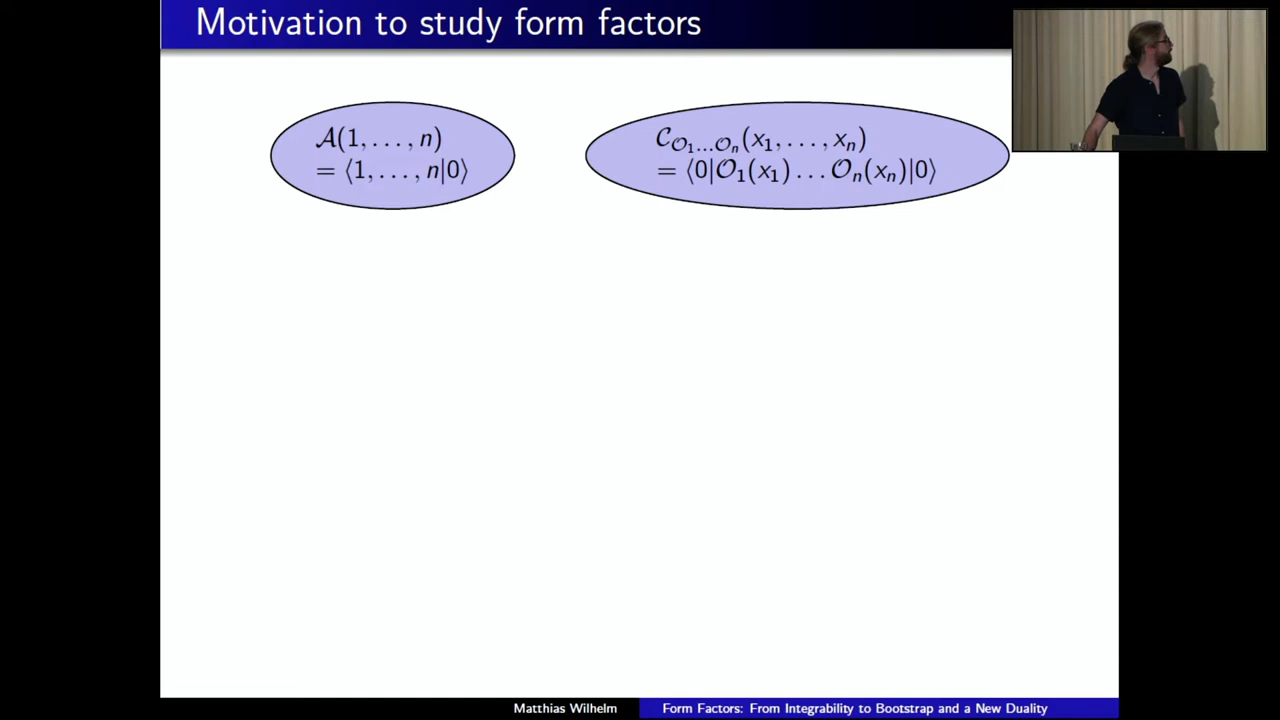 Motivation to study form factors
𝒜(1, . . . , n)
= ⟨1, . . . , n|0⟩
𝒞_{𝒪₁...𝒪ₙ}(x₁, . . . , xₙ)
= ⟨0|𝒪₁(x₁) . . . 𝒪ₙ(xₙ)|0⟩
Matthias Wilhelm
Form Factors: From Integrability to Bootstrap and a New Duality